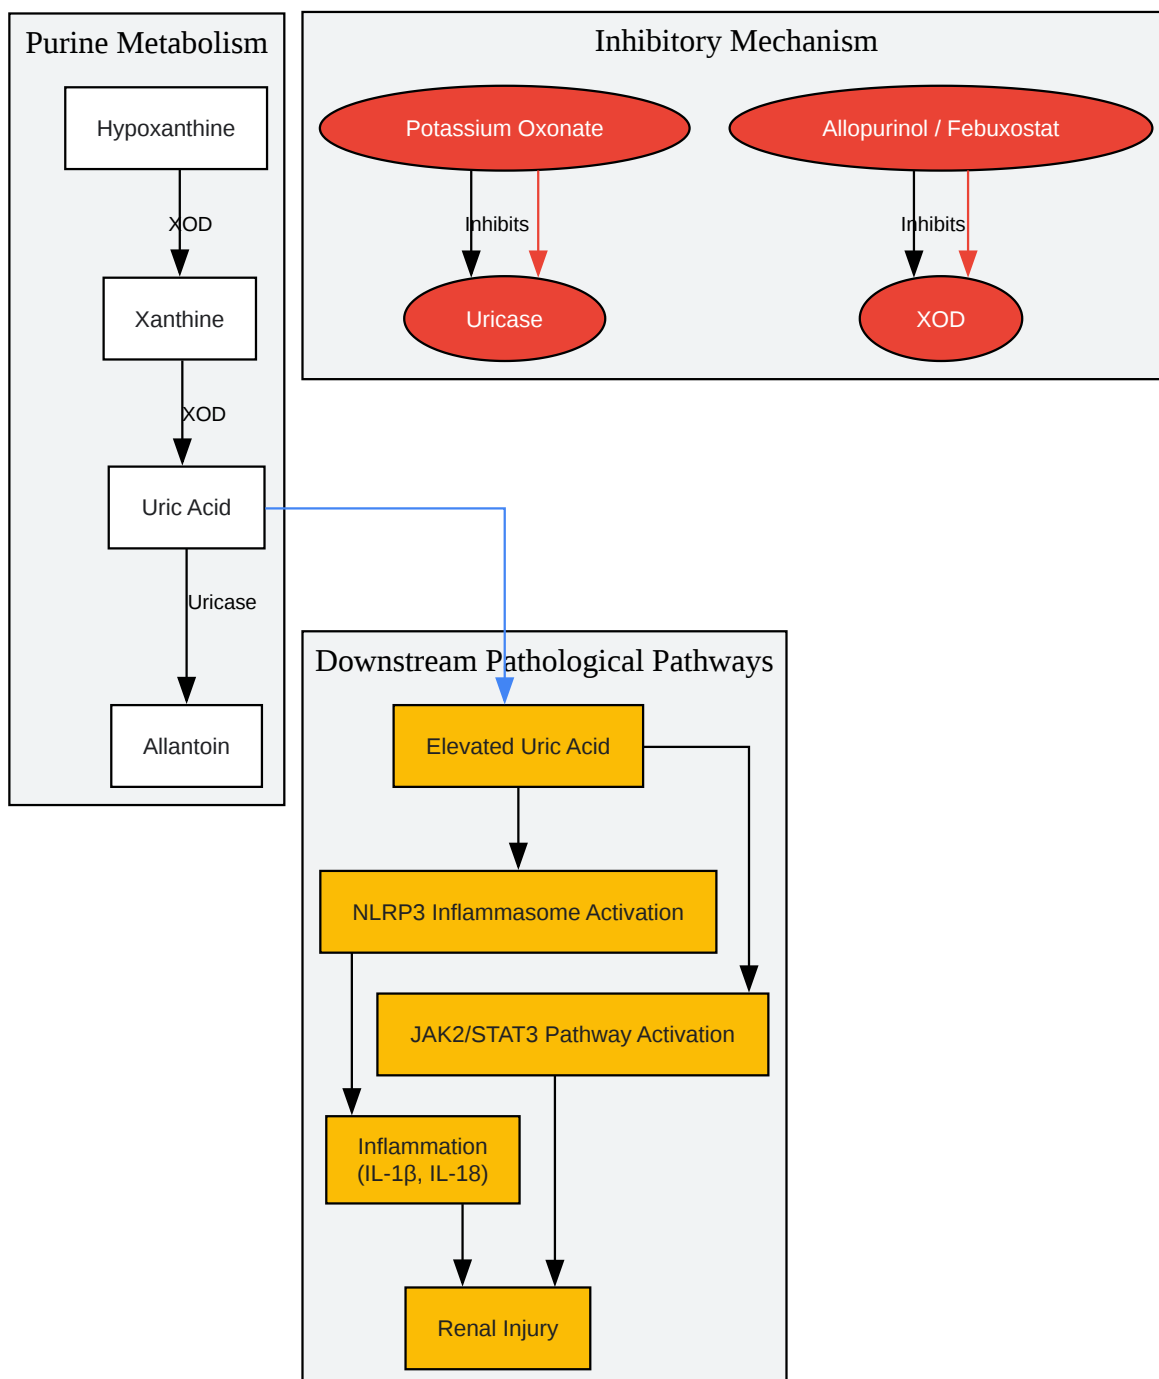 Purine Metabolism
Hypoxanthine
XOD
Xanthine
XOD
Uric Acid
Uricase
Allantoin
Inhibitory Mechanism
Potassium Oxonate
Allopurinol / Febuxostat
Inhibits
Inhibits
Uricase
XOD
Downstream Pathological Pathways
Elevated Uric Acid
NLRP3 Inflammasome Activation
JAK2/STAT3 Pathway Activation
Inflammation
(IL-1β, IL-18)
Renal Injury